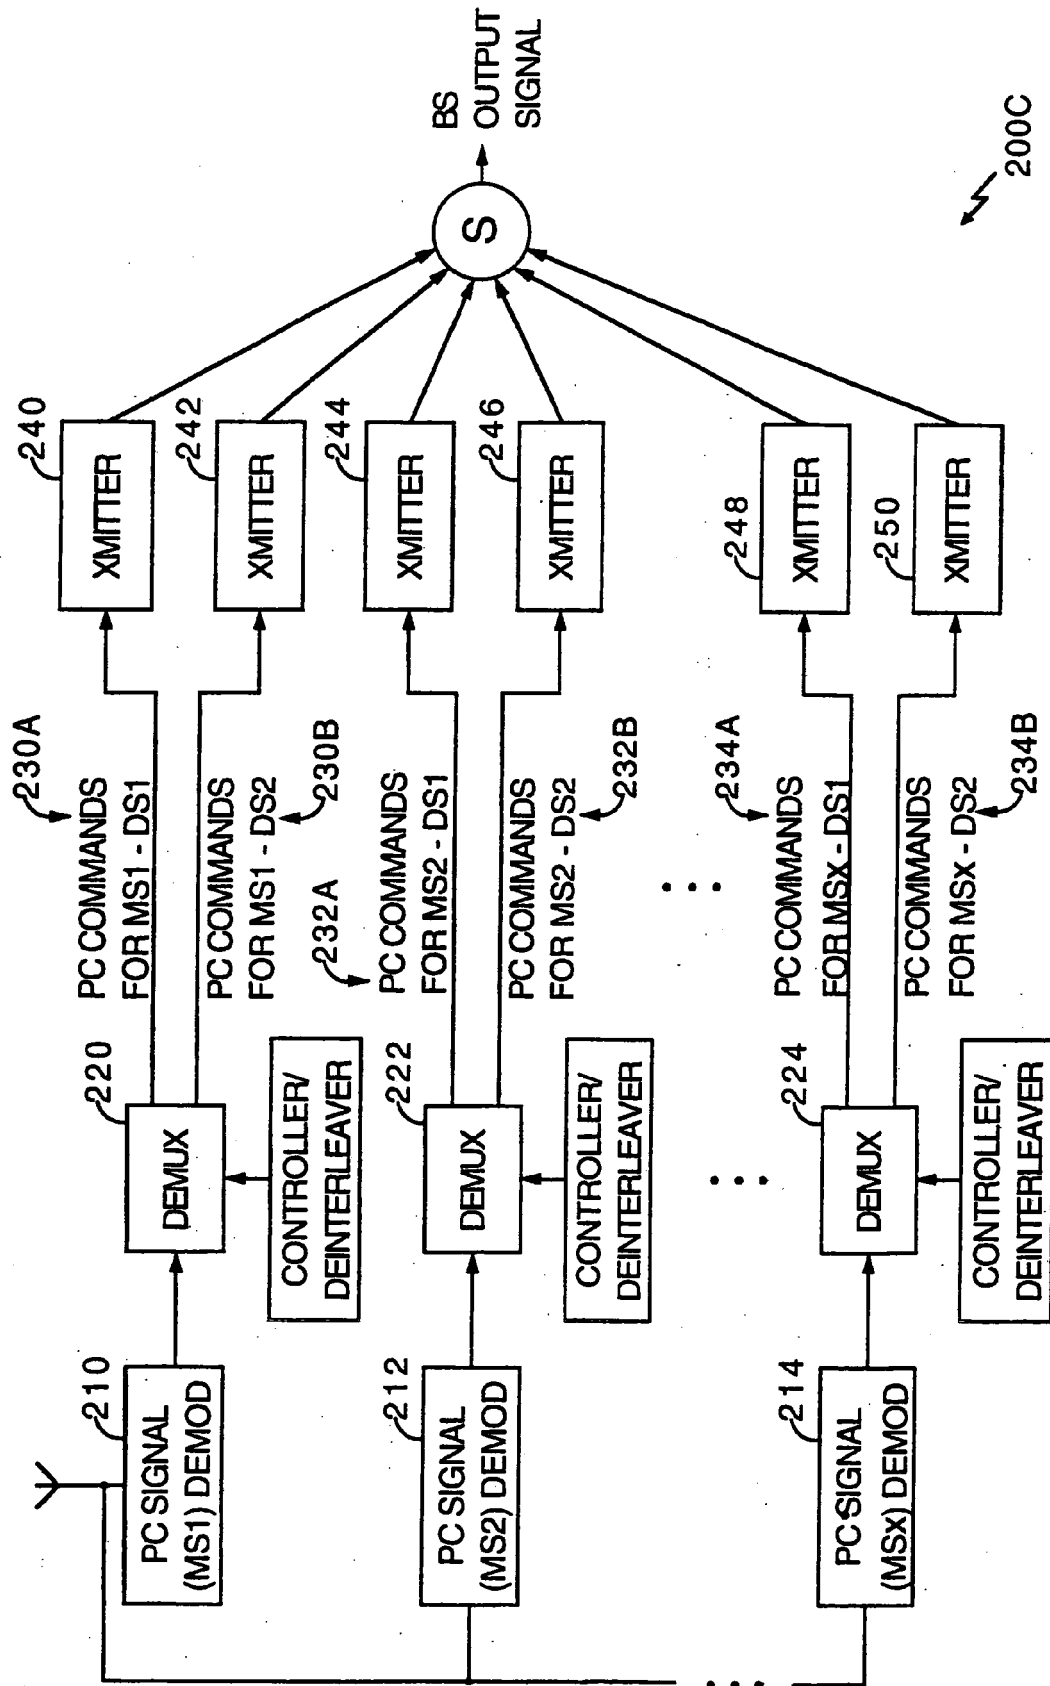 210
PC SIGNAL
(MS1) DEMOD
220
DEMUX
CONTROLLER/
DEINTERLEAVER
230A
PC COMMANDS
FOR MS1 - DS1
PC COMMANDS
FOR MS1 - DS2
230B
240
XMITTER
242
XMITTER
212
PC SIGNAL
(MS2) DEMOD
222
DEMUX
CONTROLLER/
DEINTERLEAVER
232A
PC COMMANDS
FOR MS2 - DS1
PC COMMANDS
FOR MS2 - DS2
232B
244
XMITTER
246
XMITTER
S
BS
OUTPUT
SIGNAL
214
PC SIGNAL
(MSX) DEMOD
224
DEMUX
CONTROLLER/
DEINTERLEAVER
234A
PC COMMANDS
FOR MSX - DS1
PC COMMANDS
FOR MSX - DS2
234B
248
XMITTER
250
XMITTER
200C